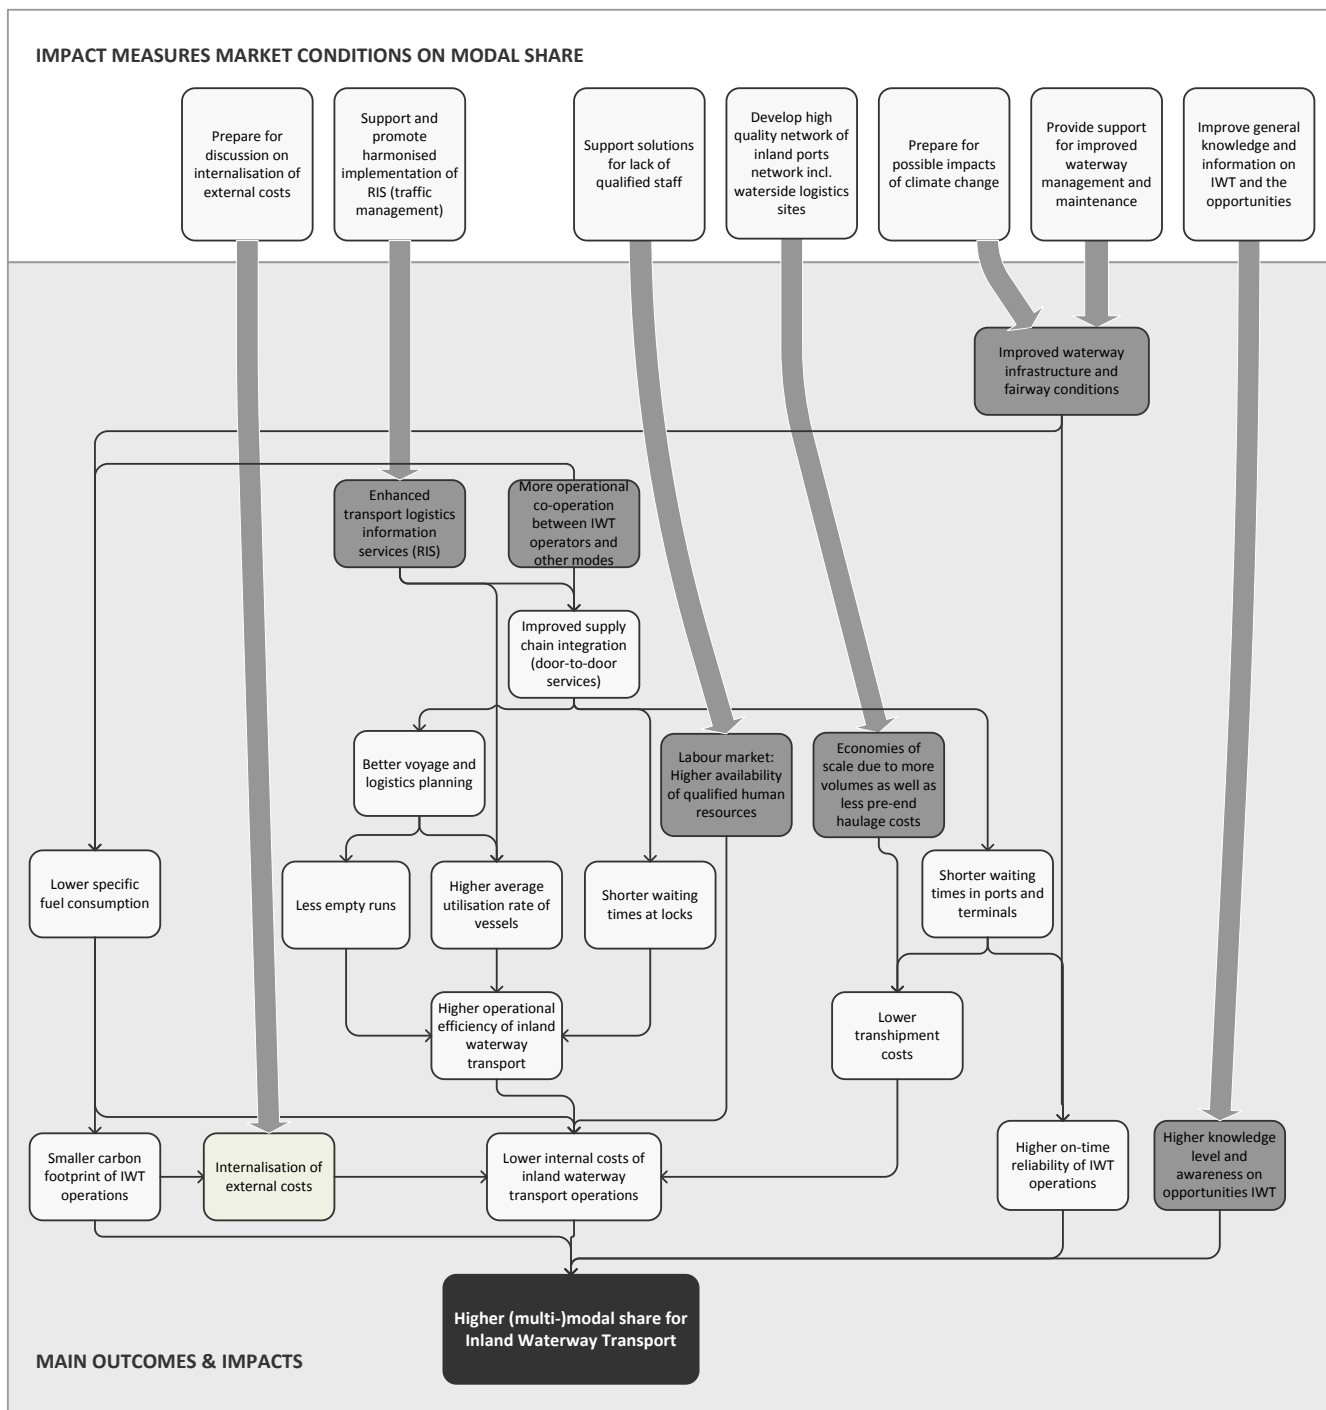 IMPACT MEASURES MARKET CONDITIONS ON MODAL SHARE
Prepare for
discussion on
internalisation of
external costs
Support and
promote
harmonised
implementation of
RIS (traffic
management)
Support solutions
for lack of
qualified staff
Develop high
quality network of
inland ports
network incl.
waterside logistics
sites
Prepare for
possible impacts
of climate change
Provide support
for improved
waterway
management and
maintenance
Improve general
knowledge and
information on
IWT and the
opportunities
Improved waterway
infrastructure and
fairway conditions
Enhanced
transport logistics
information
services (RIS)
More operational
co-operation
between IWT
operators and
other modes
Improved supply
chain integration
(door-to-door
services)
Better voyage and
logistics planning
Labour market:
Higher availability
of qualified human
resources
Economies of
scale due to more
volumes as well as
less pre-end
haulage costs
Lower specific
fuel consumption
Less empty runs
Higher average
utilisation rate of
vessels
Shorter waiting
times at locks
Shorter waiting
times in ports and
terminals
Higher operational
efficiency of inland
waterway
transport
Lower
transhipment
costs
Smaller carbon
footprint of IWT
operations
Internalisation of
external costs
Lower internal costs of
inland waterway
transport operations
Higher on-time
reliability of IWT
operations
Higher knowledge
level and
awareness on
opportunities IWT
Higher (multi-)modal share for
Inland Waterway Transport
MAIN OUTCOMES & IMPACTS